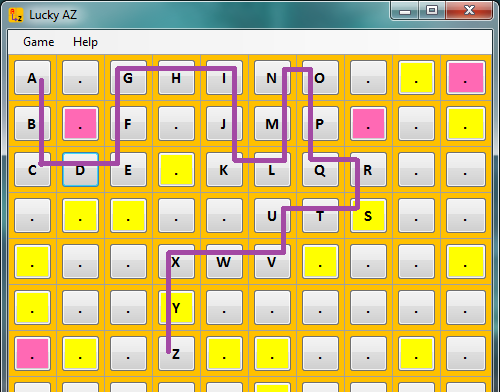 Lucky AZ
Game Help
A . G H I N O . . .
B . F . J M P . . .
C D E . K L Q R . .
. . . . . U T S . .
. . . X W V . . . .
. . . Y . . . . . .
. . . Z . . . . . .